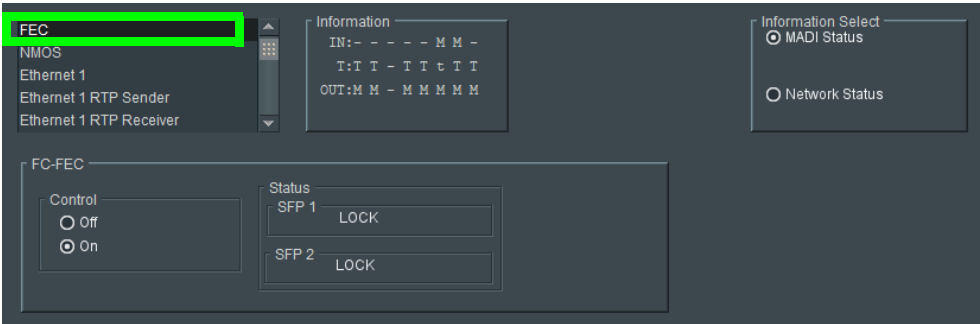 FEC
NMOS
Ethernet 1
Ethernet 1 RTP Sender
Ethernet 1 RTP Receiver
Information
IN:- - - - - M M -
T:T T - T T t T T
OUT:M M - M M M M M
Information Select
MADI Status
Network Status
FC-FEC
Control
Off
On
Status
SFP 1
LOCK
SFP 2
LOCK